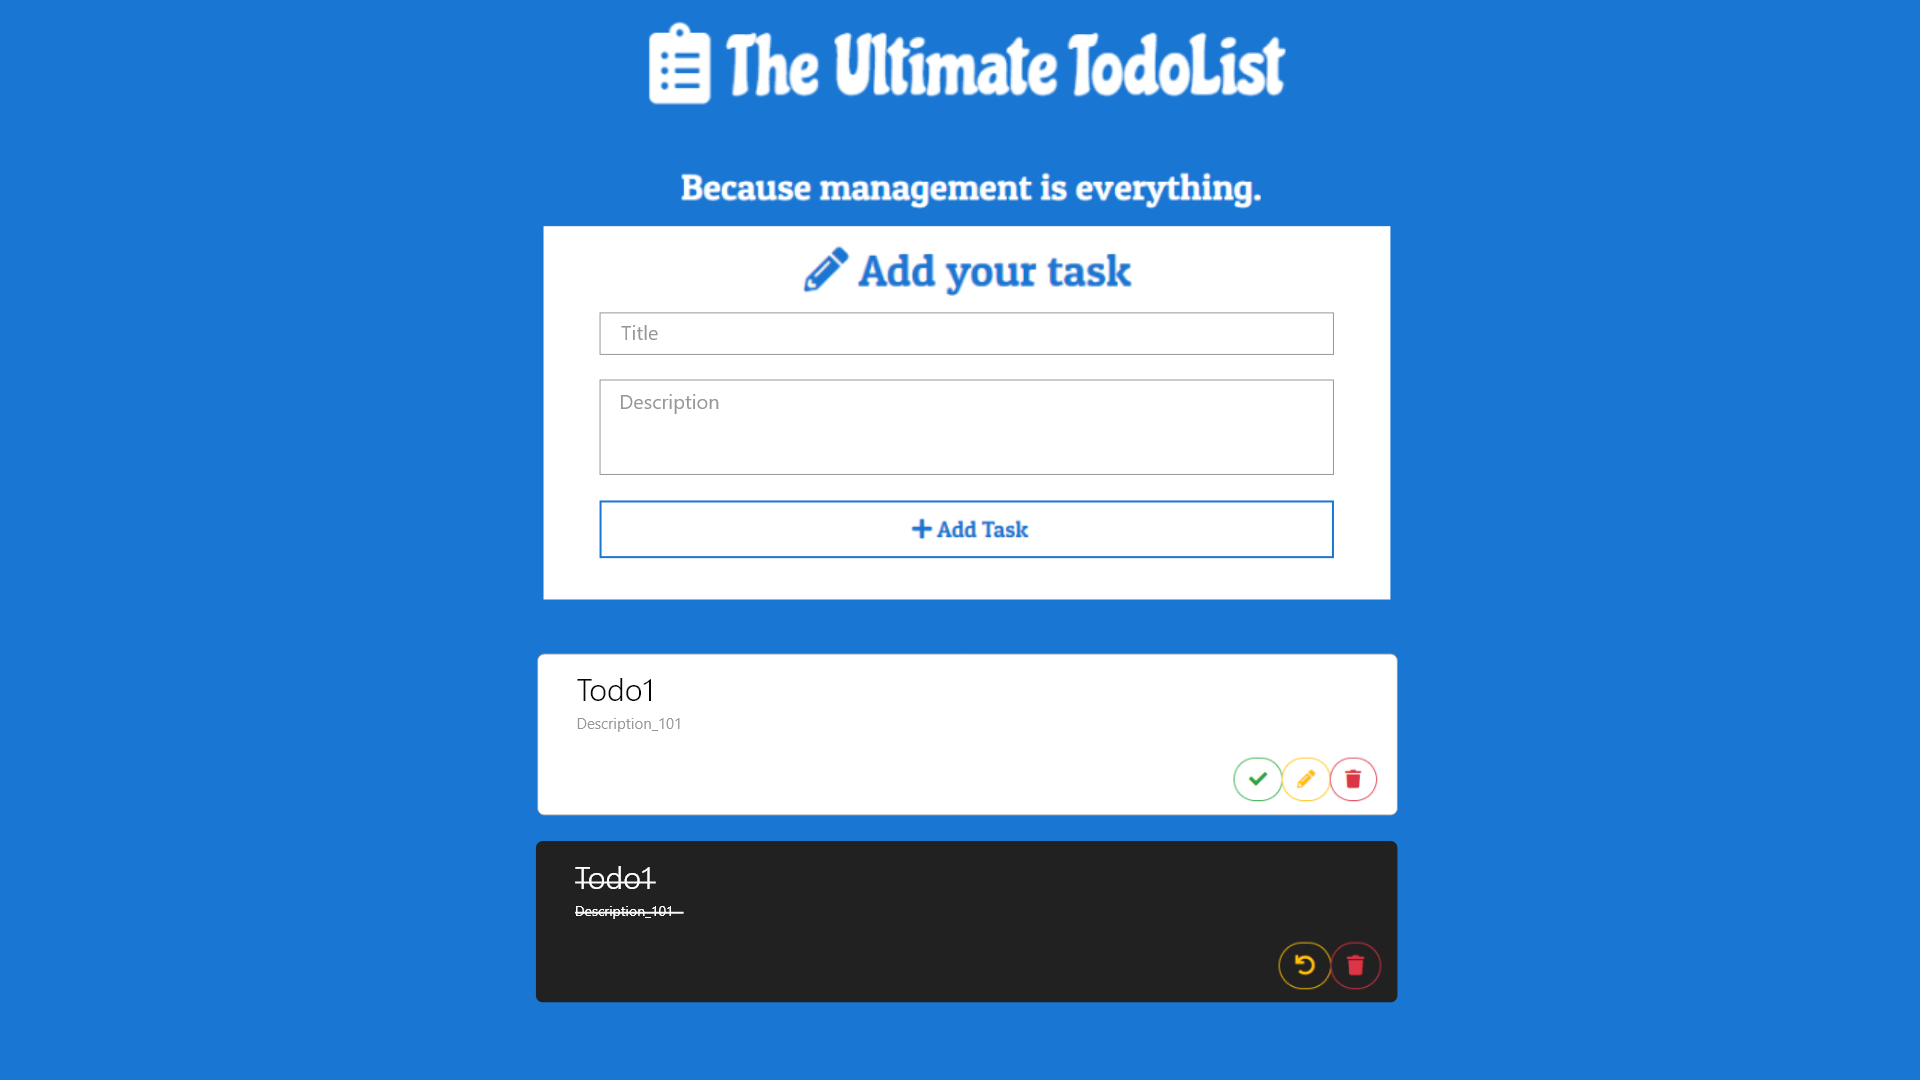 The Ultimate TodoList
Because management is everything.
Add your task
Title
Description
Add Task
Todo1
Description_101
Todo1
Description_101